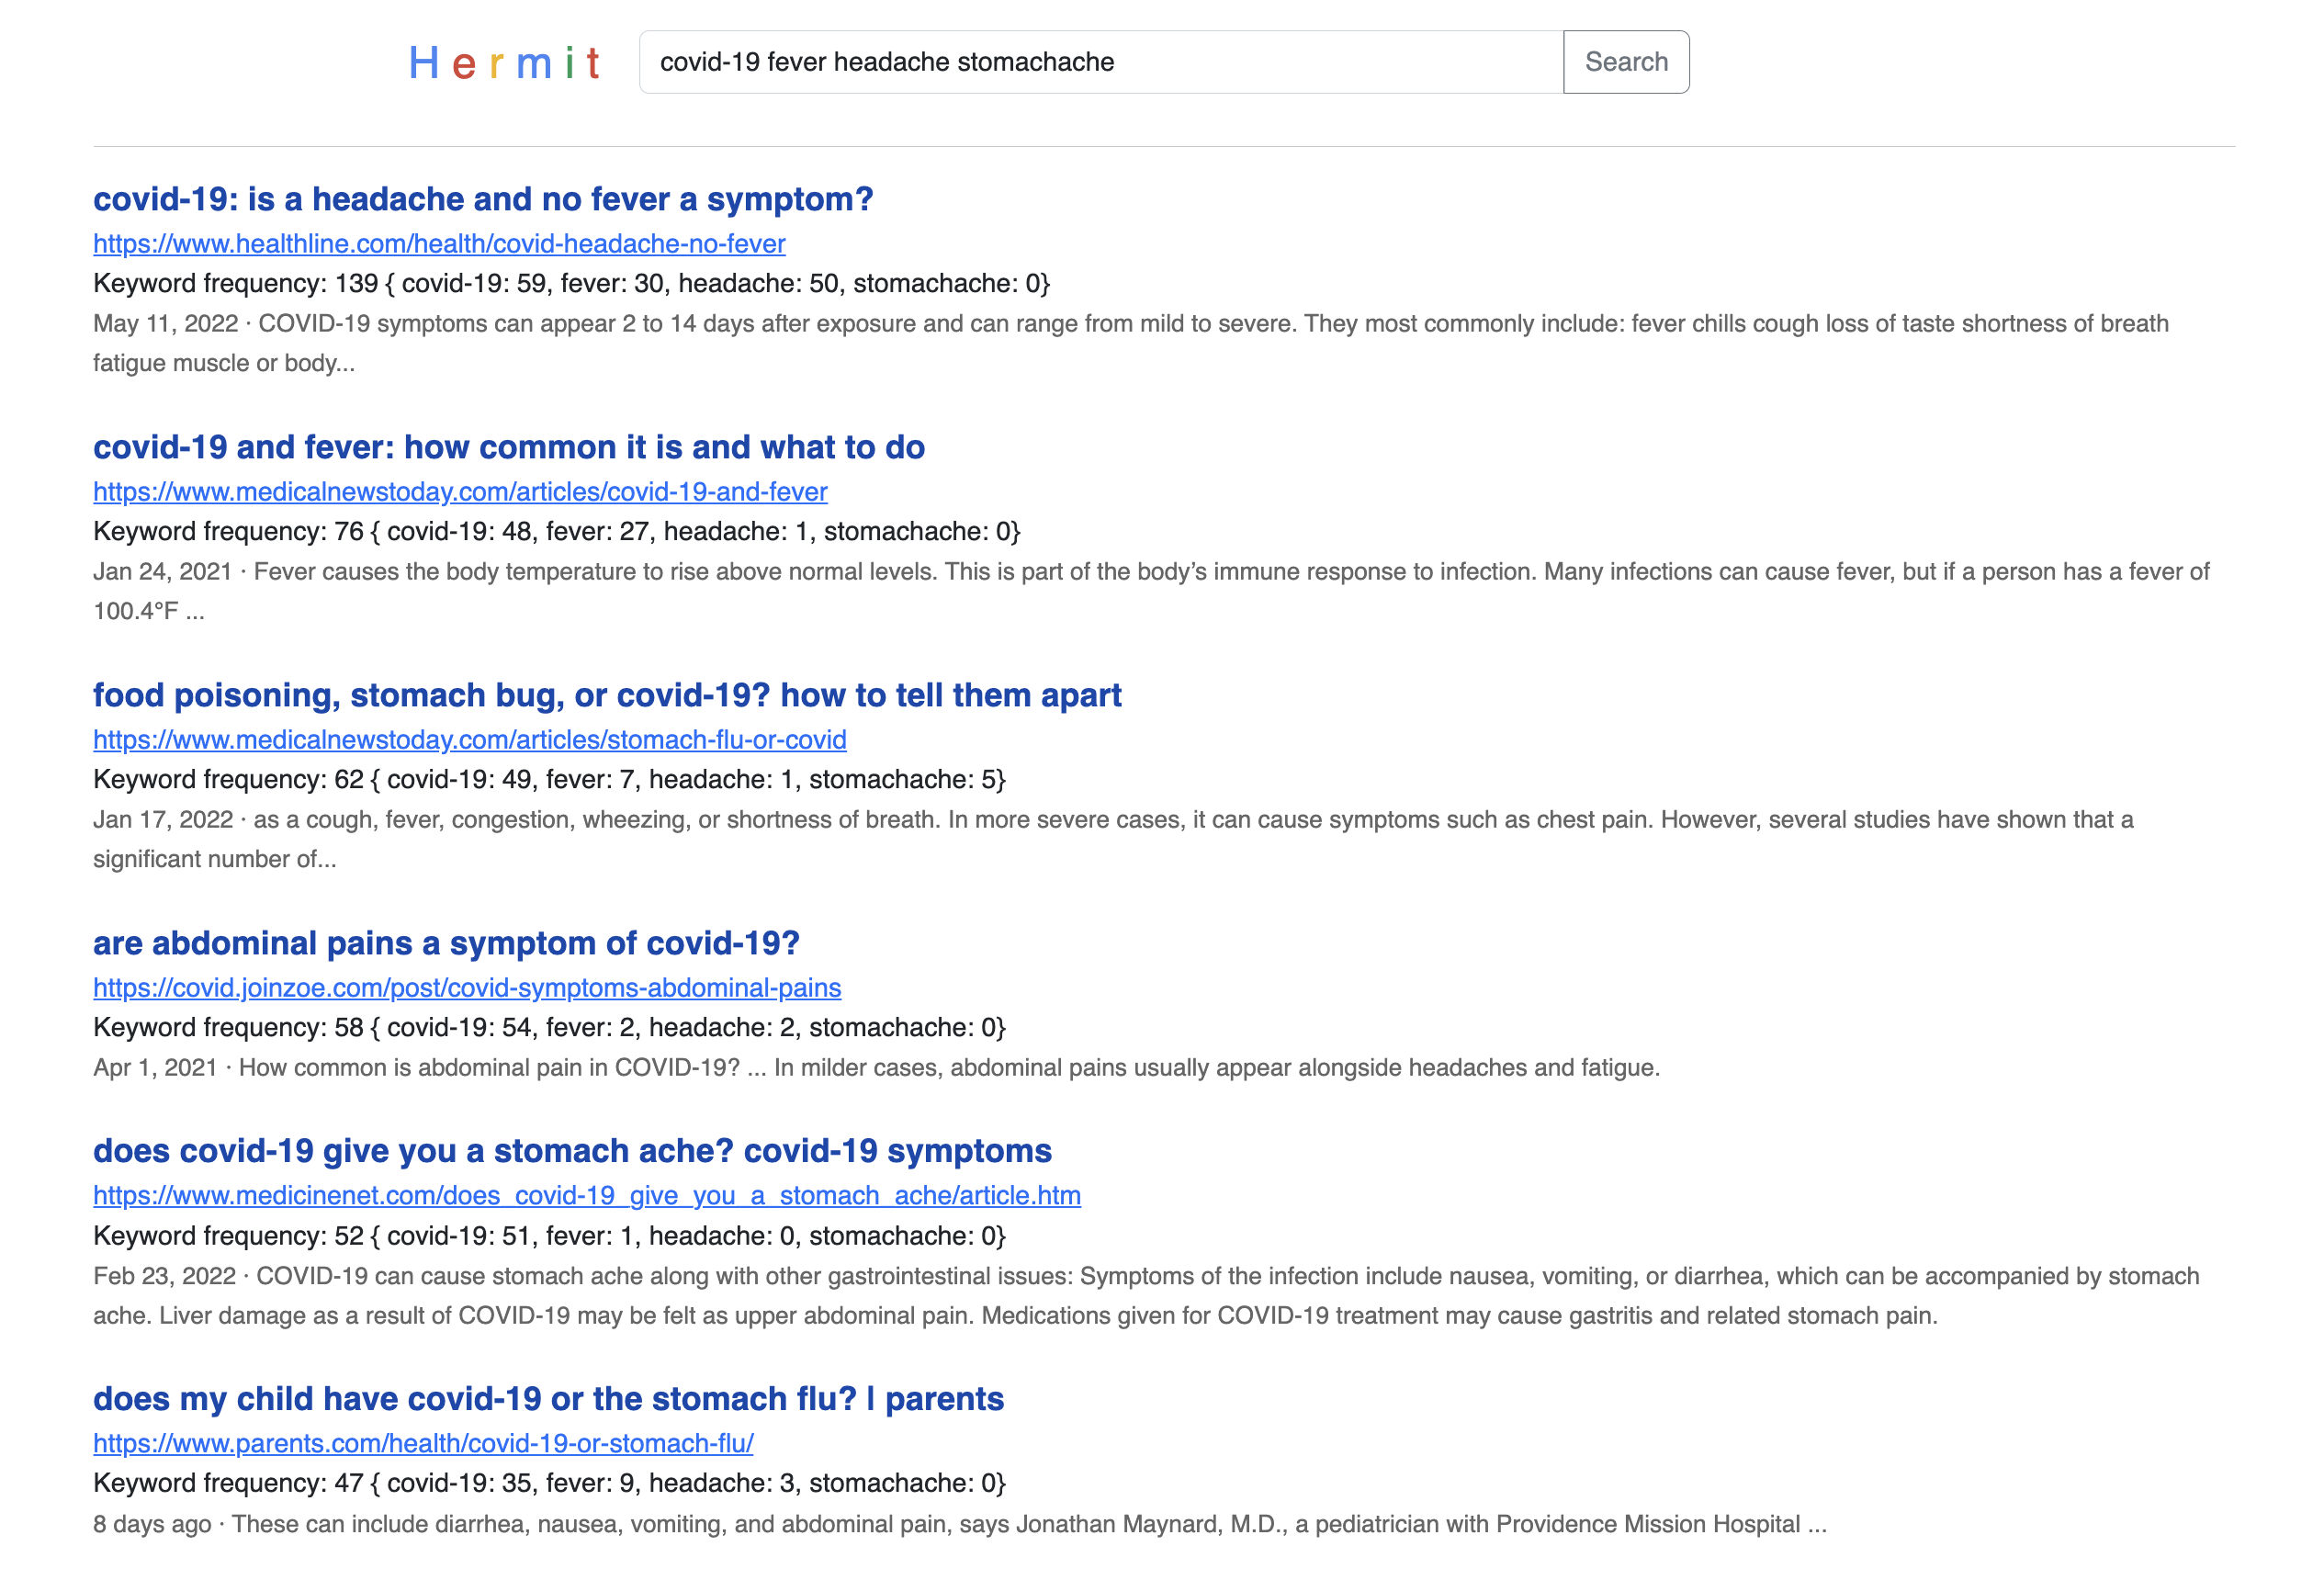 Hermit
covid-19 fever headache stomachache
Search
covid-19: is a headache and no fever a symptom?
https://www.healthline.com/health/covid-headache-no-fever
Keyword frequency: 139 { covid-19: 59, fever: 30, headache: 50, stomachache: 0}
May 11, 2022 · COVID-19 symptoms can appear 2 to 14 days after exposure and can range from mild to severe. They most commonly include: fever chills cough loss of taste shortness of breath
fatigue muscle or body...
covid-19 and fever: how common it is and what to do
https://www.medicalnewstoday.com/articles/covid-19-and-fever
Keyword frequency: 76 { covid-19: 48, fever: 27, headache: 1, stomachache: 0}
Jan 24, 2021 · Fever causes the body temperature to rise above normal levels. This is part of the body’s immune response to infection. Many infections can cause fever, but if a person has a fever of
100.4°F ...
food poisoning, stomach bug, or covid-19? how to tell them apart
https://www.medicalnewstoday.com/articles/stomach-flu-or-covid
Keyword frequency: 62 { covid-19: 49, fever: 7, headache: 1, stomachache: 5}
Jan 17, 2022 · as a cough, fever, congestion, wheezing, or shortness of breath. In more severe cases, it can cause symptoms such as chest pain. However, several studies have shown that a
significant number of...
are abdominal pains a symptom of covid-19?
https://covid.joinzoe.com/post/covid-symptoms-abdominal-pains
Keyword frequency: 58 { covid-19: 54, fever: 2, headache: 2, stomachache: 0}
Apr 1, 2021 · How common is abdominal pain in COVID-19? ... In milder cases, abdominal pains usually appear alongside headaches and fatigue.
does covid-19 give you a stomach ache? covid-19 symptoms
https://www.medicinenet.com/does_covid-19_give_you_a_stomach_ache/article.htm
Keyword frequency: 52 { covid-19: 51, fever: 1, headache: 0, stomachache: 0}
Feb 23, 2022 · COVID-19 can cause stomach ache along with other gastrointestinal issues: Symptoms of the infection include nausea, vomiting, or diarrhea, which can be accompanied by stomach
ache. Liver damage as a result of COVID-19 may be felt as upper abdominal pain. Medications given for COVID-19 treatment may cause gastritis and related stomach pain.
does my child have covid-19 or the stomach flu? | parents
https://www.parents.com/health/covid-19-or-stomach-flu/
Keyword frequency: 47 { covid-19: 35, fever: 9, headache: 3, stomachache: 0}
8 days ago · These can include diarrhea, nausea, vomiting, and abdominal pain, says Jonathan Maynard, M.D., a pediatrician with Providence Mission Hospital ...